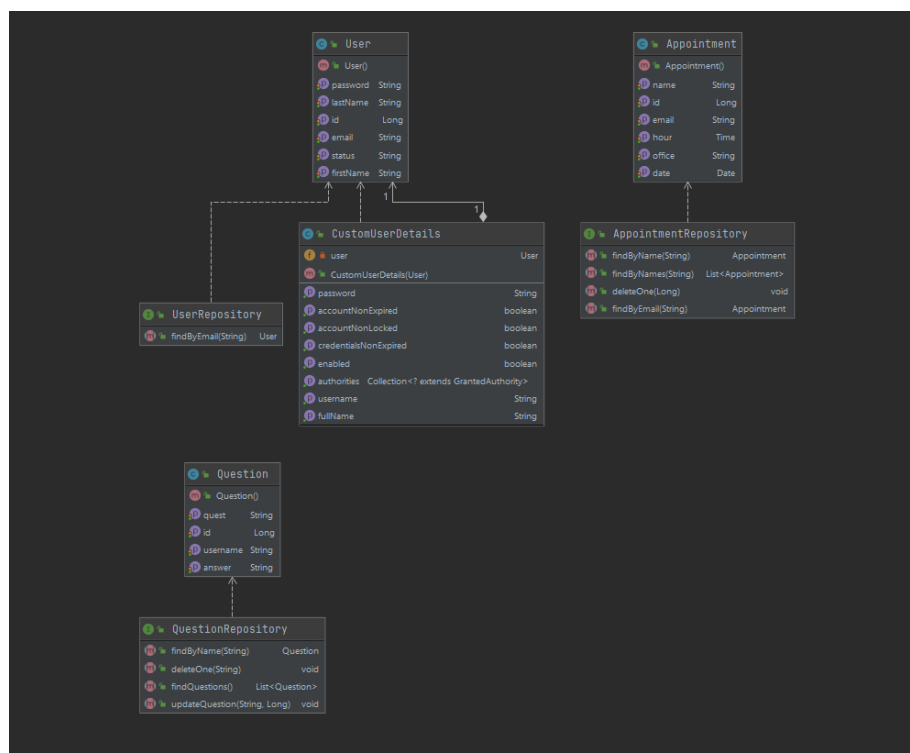 User
User()
password String
lastName String
id Long
email String
status String
firstName String
Appointment
Appointment()
name String
id Long
email String
hour Time
office String
date Date
1
1
CustomUserDetails
user User
CustomUserDetails(User)
password String
accountNonExpired boolean
accountNonLocked boolean
credentialsNonExpired boolean
enabled boolean
authorities Collection<? extends GrantedAuthority>
username String
fullName String
AppointmentRepository
findByName(String) Appointment
findByNames(String) List<Appointment>
deleteOne(Long) void
findByEmail(String) Appointment
UserRepository
findByEmail(String) User
Question
Question()
quest String
id Long
username String
answer String
QuestionRepository
findByName(String) Question
deleteOne(String) void
findQuestions() List<Question>
updateQuestion(String, Long) void